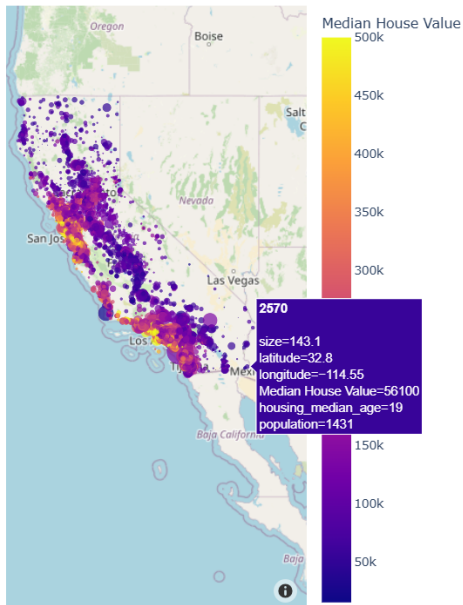 Median House Value
Oregon
Boise
500k
450k
Salt
400k
350k
Nevada
San Jos
300k
Las Vegas
2570
size=143.1
latitude=32.8
longitude=−114.55
Median House Value=56100
housing_median_age=19
population=1431
Los
Mexi
150k
Baja California
100k
50k
Baja